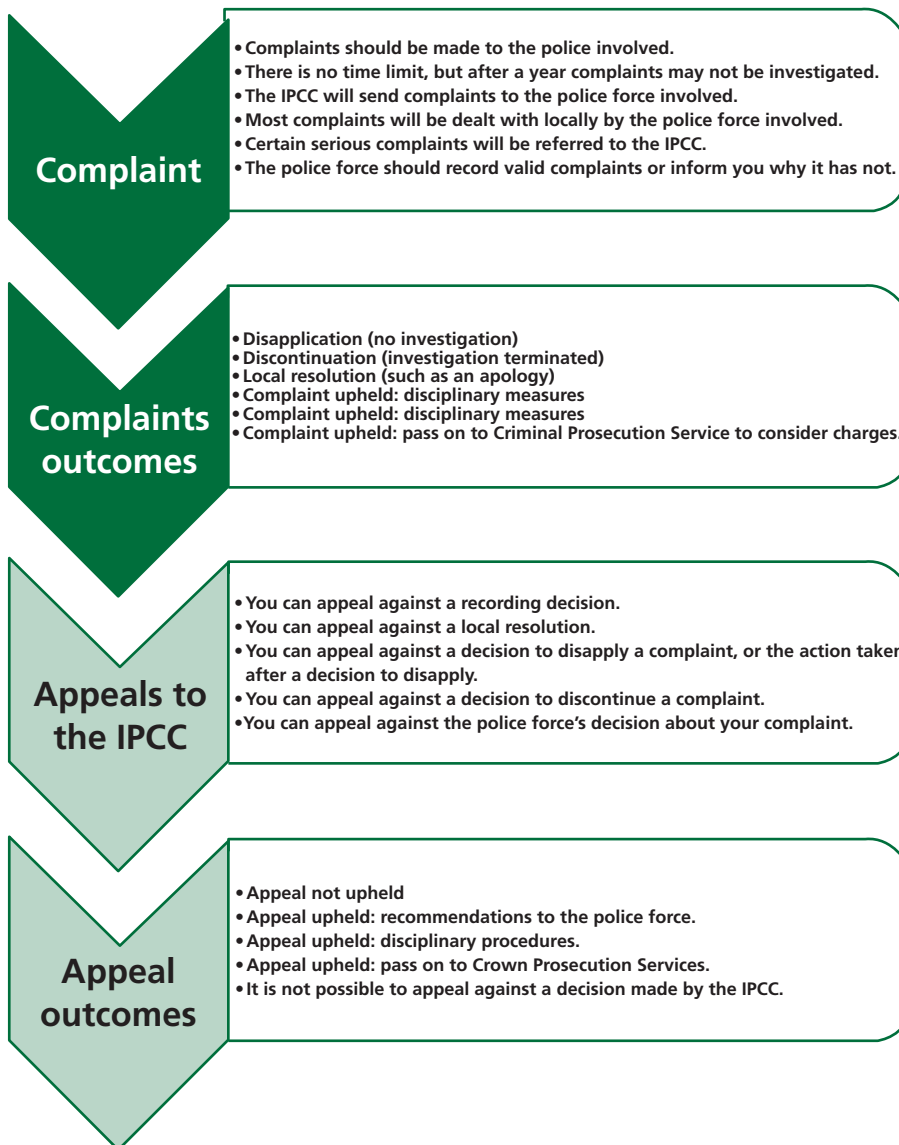 Complaint
• Complaints should be made to the police involved.
• There is no time limit, but after a year complaints may not be investigated.
• The IPCC will send complaints to the police force involved.
• Most complaints will be dealt with locally by the police force involved.
• Certain serious complaints will be referred to the IPCC.
• The police force should record valid complaints or inform you why it has not.
Complaints
outcomes
• Disapplication (no investigation)
• Discontinuation (investigation terminated)
• Local resolution (such as an apology)
• Complaint upheld: disciplinary measures
• Complaint upheld: disciplinary measures
• Complaint upheld: pass on to Criminal Prosecution Service to consider charges.
Appeals to
the IPCC
• You can appeal against a recording decision.
• You can appeal against a local resolution.
• You can appeal against a decision to disapply a complaint, or the action taken
after a decision to disapply.
• You can appeal against a decision to discontinue a complaint.
• You can appeal against the police force’s decision about your complaint.
Appeal
outcomes
• Appeal not upheld
• Appeal upheld: recommendations to the police force.
• Appeal upheld: disciplinary procedures.
• Appeal upheld: pass on to Crown Prosecution Services.
• It is not possible to appeal against a decision made by the IPCC.